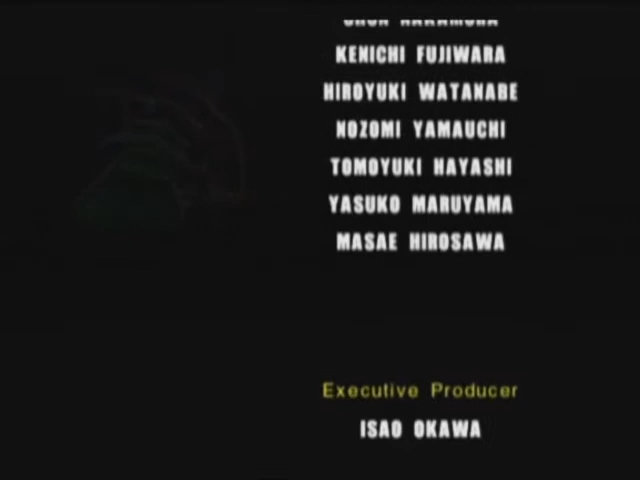 KENICHI FUJIWARA
HIROYUKI WATANABE
NOZOMI YAMAUCHI
TOMOYUKI HAYASHI
YASUKO MARUYAMA
MASAE HIROSAWA
Executive Producer
ISAO OKAWA